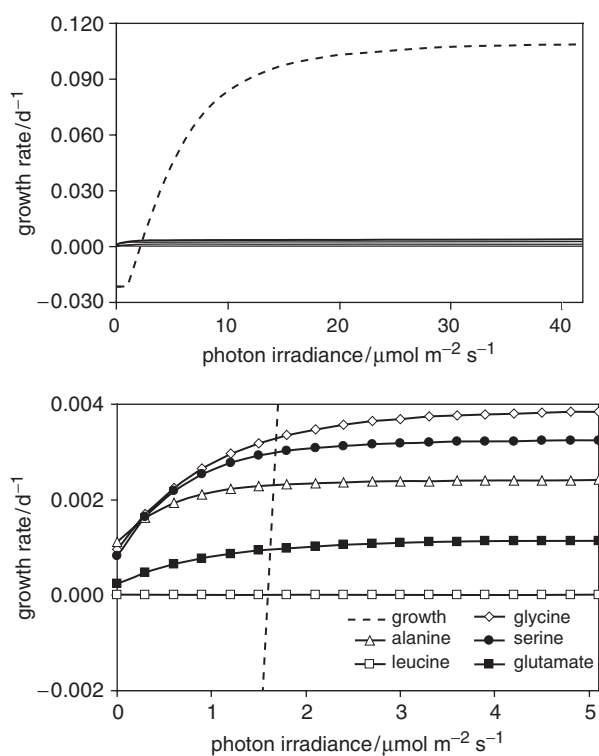 0.120
0.090
0.060
0.030
0.000
−0.030
growth rate/d−1
0 10 20 30 40
photon irradiance/μmol m−2 s−1
0.004
0.002
0.000
−0.002
growth rate/d−1
growth glycine
alanine serine
leucine glutamate
0 1 2 3 4 5
photon irradiance/μmol m−2 s−1